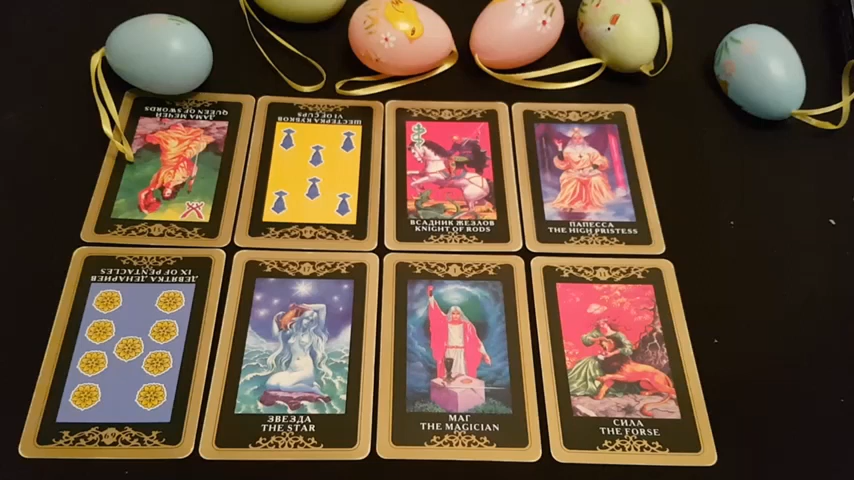 ДАМА МЕЧЕЙ
QUEEN OF SWORDS
ШЕСТЕРКА КУБКОВ
VI OF CUPS
ВСАДНИК ЖЕЗЛОВ
KNIGHT OF RODS
ПАПЕССА
THE HIGH PRISTESS
ДЕВЯТКА ДЕНАРИЕВ
IX OF PENTACLES
ЗВЕЗДА
THE STAR
МАГ
THE MAGICIAN
СИЛА
THE FORSE